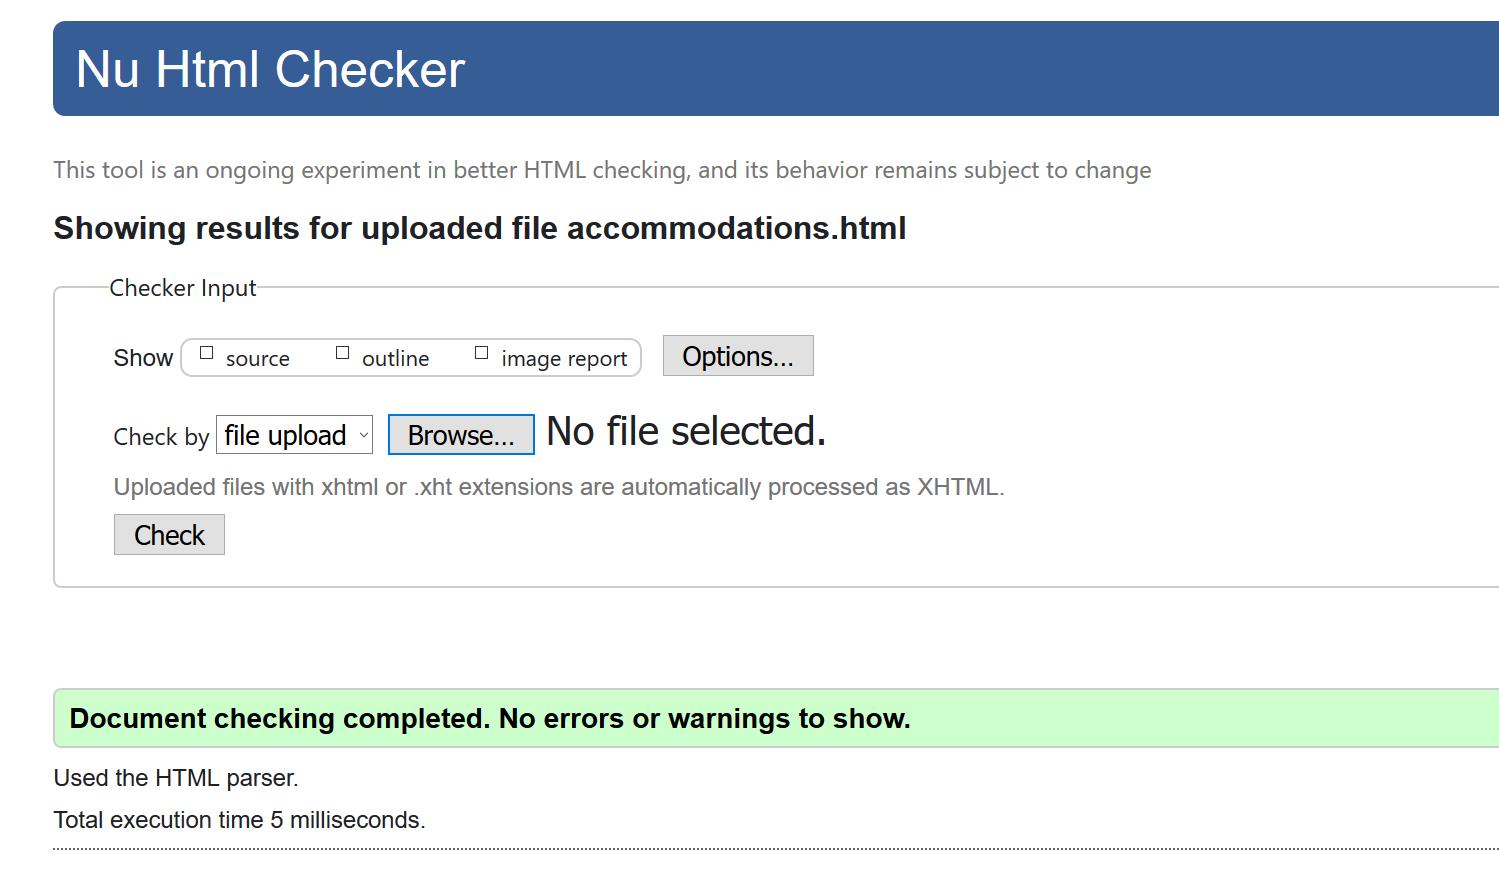 Nu Html Checker
This tool is an ongoing experiment in better HTML checking, and its behavior remains subject to change
Showing results for uploaded file accommodations.html
Checker Input
Show source outline image report Options...
Check by file upload Browse... No file selected.
Uploaded files with xhtml or .xht extensions are automatically processed as XHTML.
Check
Document checking completed. No errors or warnings to show.
Used the HTML parser.
Total execution time 5 milliseconds.